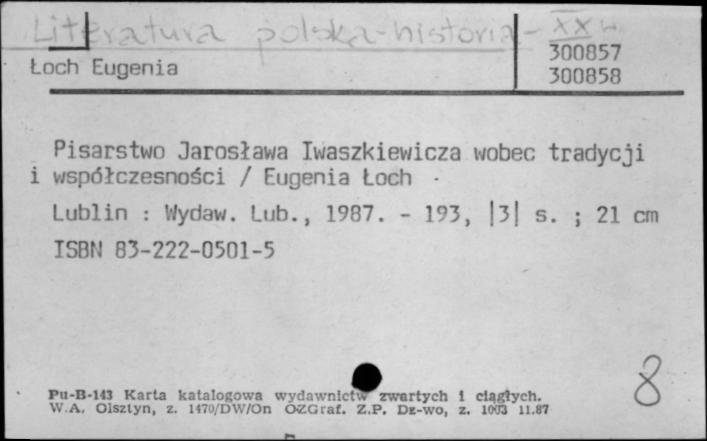 Literatura polska - historia - XX w
300857
Łoch Eugenia
300858
Pisarstwo Jarosława Iwaszkiewicza wobec tradycji
i współczesności / Eugenia Łoch
Lublin : Wydaw. Lub., 1987. - 193, |3| s. ; 21 cm
ISBN 83-222-0501-5
8
Pu-B-143 Karta katalogowa wydawnictw zwartych i ciągłych.
W.A. Olsztyn, z. 1470/DW/On OZGraf. Z.P. Dz-wo, z. 1003 11.87